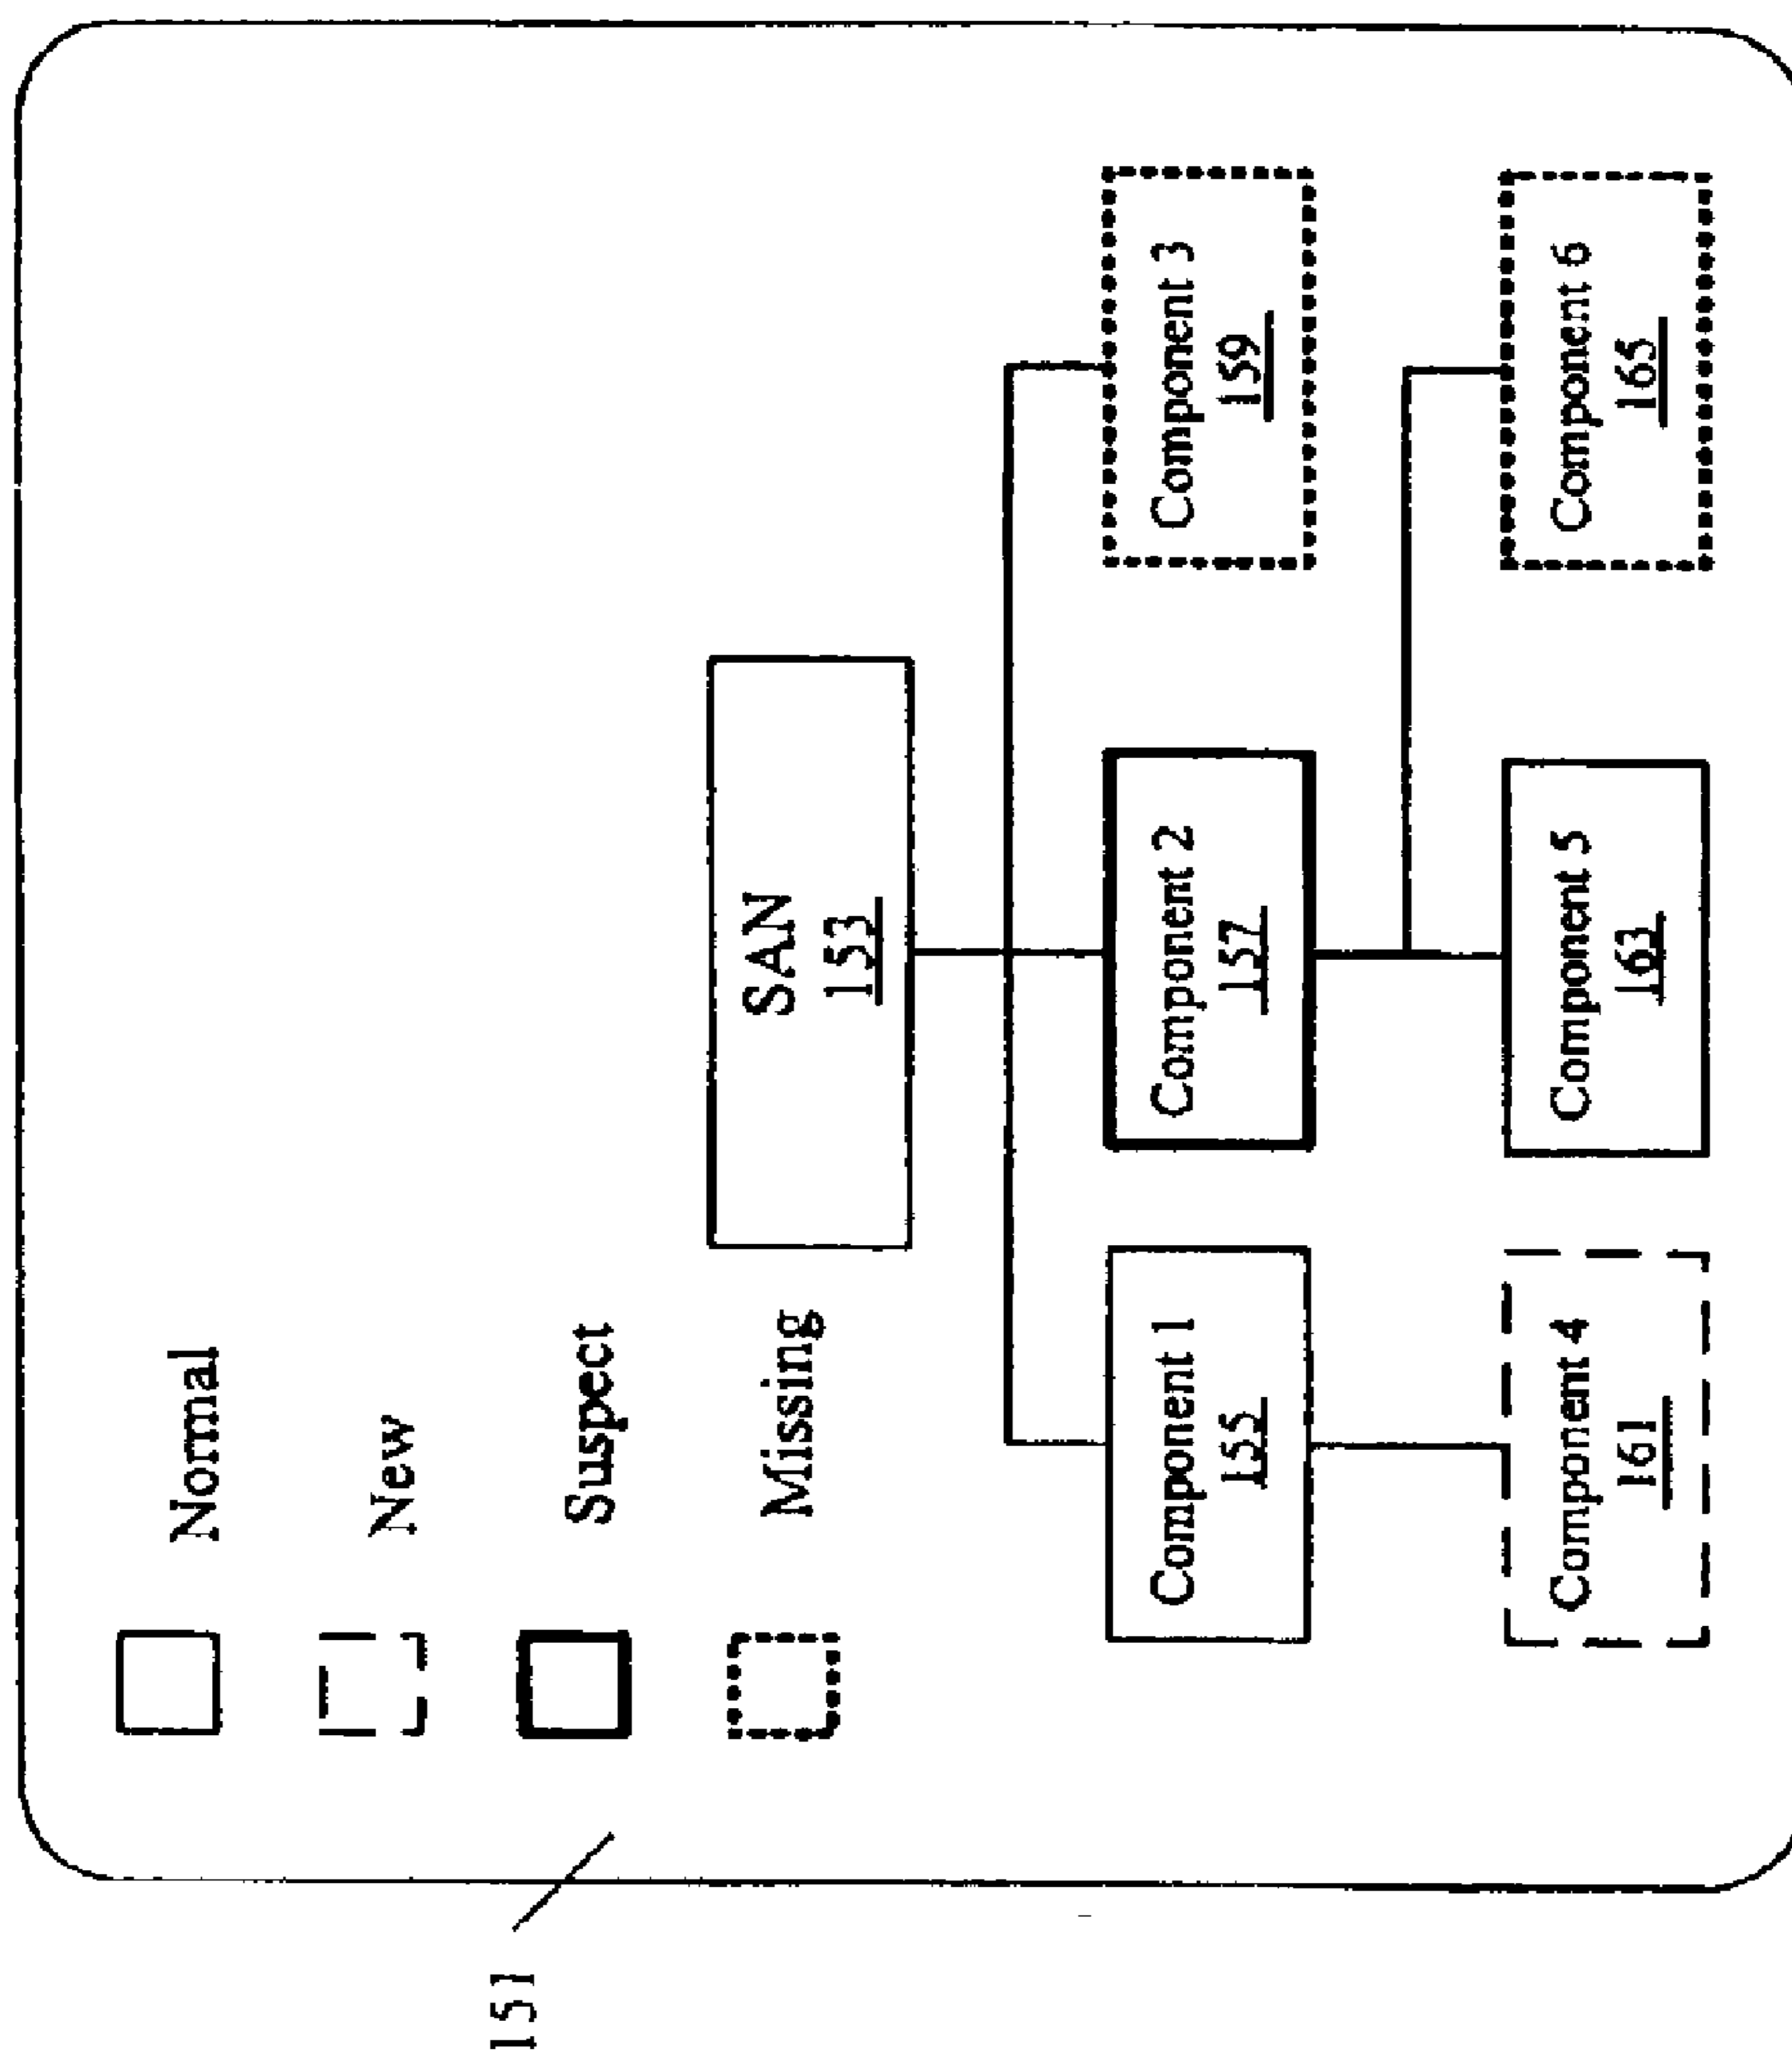 151
Normal
New
Suspect
Missing
SAN
153
Component 1
155
Component 2
157
Component 3
159
Component 4
161
Component 5
163
Component 6
165